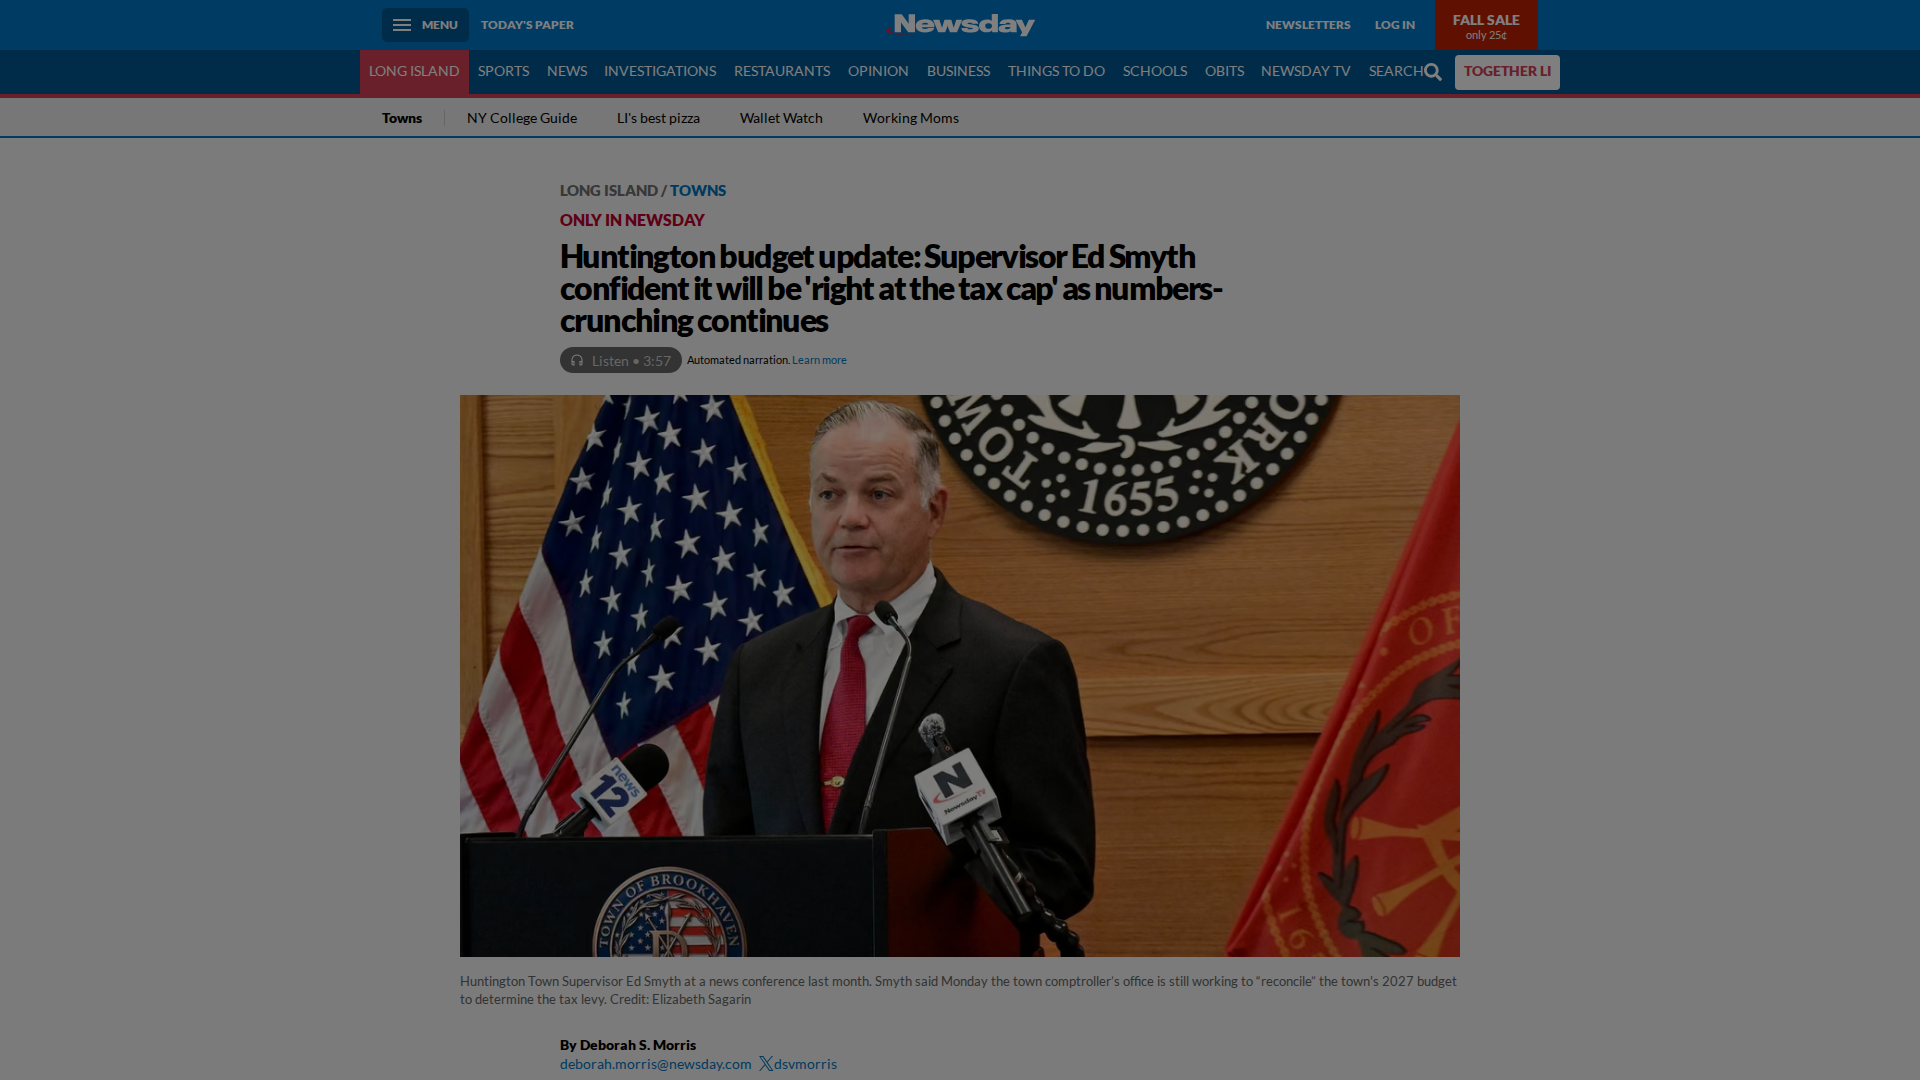 MENU
TODAY'S PAPER
Newsday
NEWSLETTERS
LOG IN
FALL SALE
only 25¢
LONG ISLAND
SPORTS
NEWS
INVESTIGATIONS
RESTAURANTS
OPINION
BUSINESS
THINGS TO DO
SCHOOLS
OBITS
NEWSDAY TV
SEARCH
TOGETHER LI
Towns
NY College Guide
LI's best pizza
Wallet Watch
Working Moms
LONG ISLAND / TOWNS
ONLY IN NEWSDAY
Huntington budget update: Supervisor Ed Smyth
confident it will be 'right at the tax cap' as numbers-
crunching continues
Listen • 3:57
Automated narration. Learn more
TOWN
YORK
1655
OF
news
12
N
NewsdayTV
TOWN OF BROOKHAVEN
16
Huntington Town Supervisor Ed Smyth at a news conference last month. Smyth said Monday the town comptroller’s office is still working to “reconcile” the town's 2027 budget
to determine the tax levy. Credit: Elizabeth Sagarin
By Deborah S. Morris
deborah.morris@newsday.com
dsvmorris